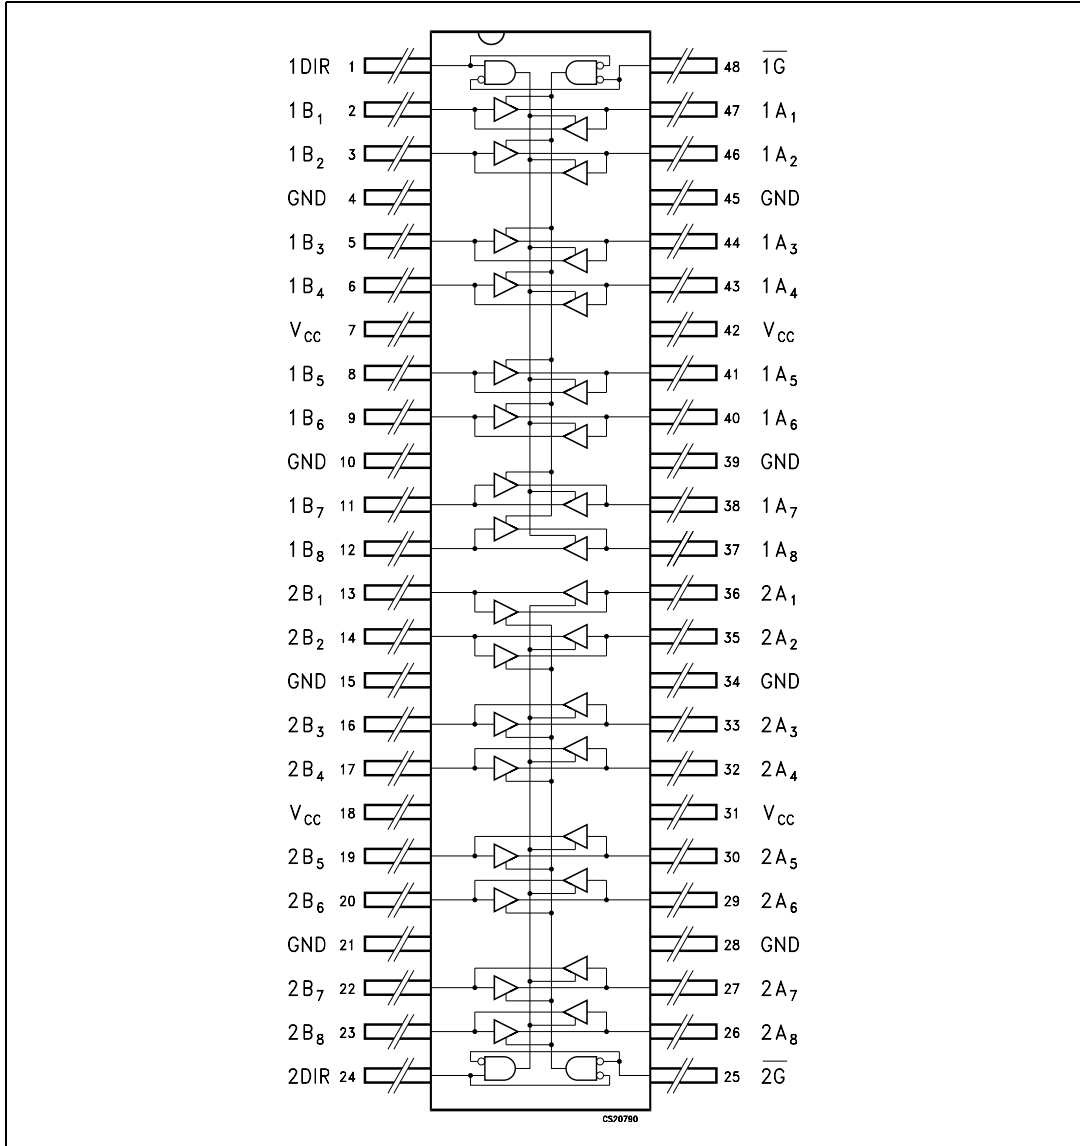 1DIR 1 48 1G
1B1 2 47 1A1
1B2 3 46 1A2
GND 4 45 GND
1B3 5 44 1A3
1B4 6 43 1A4
VCC 7 42 VCC
1B5 8 41 1A5
1B6 9 40 1A6
GND 10 39 GND
1B7 11 38 1A7
1B8 12 37 1A8
2B1 13 36 2A1
2B2 14 35 2A2
GND 15 34 GND
2B3 16 33 2A3
2B4 17 32 2A4
VCC 18 31 VCC
2B5 19 30 2A5
2B6 20 29 2A6
GND 21 28 GND
2B7 22 27 2A7
2B8 23 26 2A8
2DIR 24 25 2G
CS20790